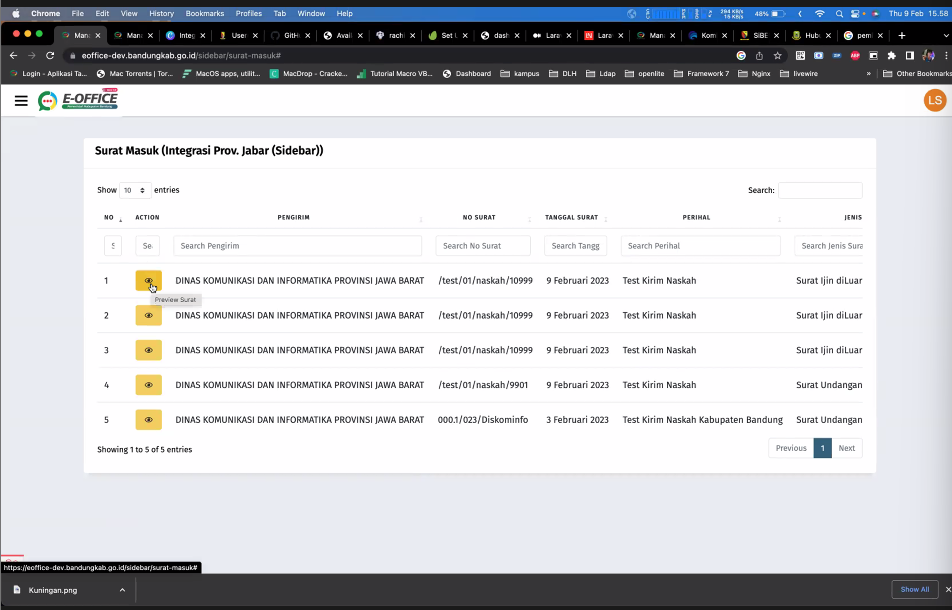 Chrome File Edit View History Bookmarks Profiles Tab Window Help 294 KB/s 15 KB/s 48% Thu 9 Feb 15.58
Mana Mana Integ User GitH Avail rachi Set U dash Larav Larav Mana Kom SIBE Hub pem
eoffice-dev.bandungkab.go.id/sidebar/surat-masuk#
Login - Aplikasi Ta... Mac Torrents | Tor... MacOS apps, utilit... MacDrop - Cracke... Tutorial Macro VB... Dashboard kampus DLH Ldap openlite Framework 7 Nginx livewire » Other Bookmarks
E-OFFICE LS
Surat Masuk (Integrasi Prov. Jabar (Sidebar))
Show 10 entries Search:
NO ACTION PENGIRIM NO SURAT TANGGAL SURAT PERIHAL JENIS
S Se Search Pengirim Search No Surat Search Tangg Search Perihal Search Jenis Sura
1 DINAS KOMUNIKASI DAN INFORMATIKA PROVINSI JAWA BARAT /test/01/naskah/10999 9 Februari 2023 Test Kirim Naskah Surat Ijin diLuar
Preview Surat
2 DINAS KOMUNIKASI DAN INFORMATIKA PROVINSI JAWA BARAT /test/01/naskah/10999 9 Februari 2023 Test Kirim Naskah Surat Ijin diLuar
3 DINAS KOMUNIKASI DAN INFORMATIKA PROVINSI JAWA BARAT /test/01/naskah/10999 9 Februari 2023 Test Kirim Naskah Surat Ijin diLuar
4 DINAS KOMUNIKASI DAN INFORMATIKA PROVINSI JAWA BARAT /test/01/naskah/9901 9 Februari 2023 Test Kirim Naskah Surat Undangan
5 DINAS KOMUNIKASI DAN INFORMATIKA PROVINSI JAWA BARAT 000.1/023/Diskominfo 3 Februari 2023 Test Kirim Naskah Kabupaten Bandung Surat Undangan
Showing 1 to 5 of 5 entries Previous 1 Next
https://eoffice-dev.bandungkab.go.id/sidebar/surat-masuk#
Kuningan.png Show All